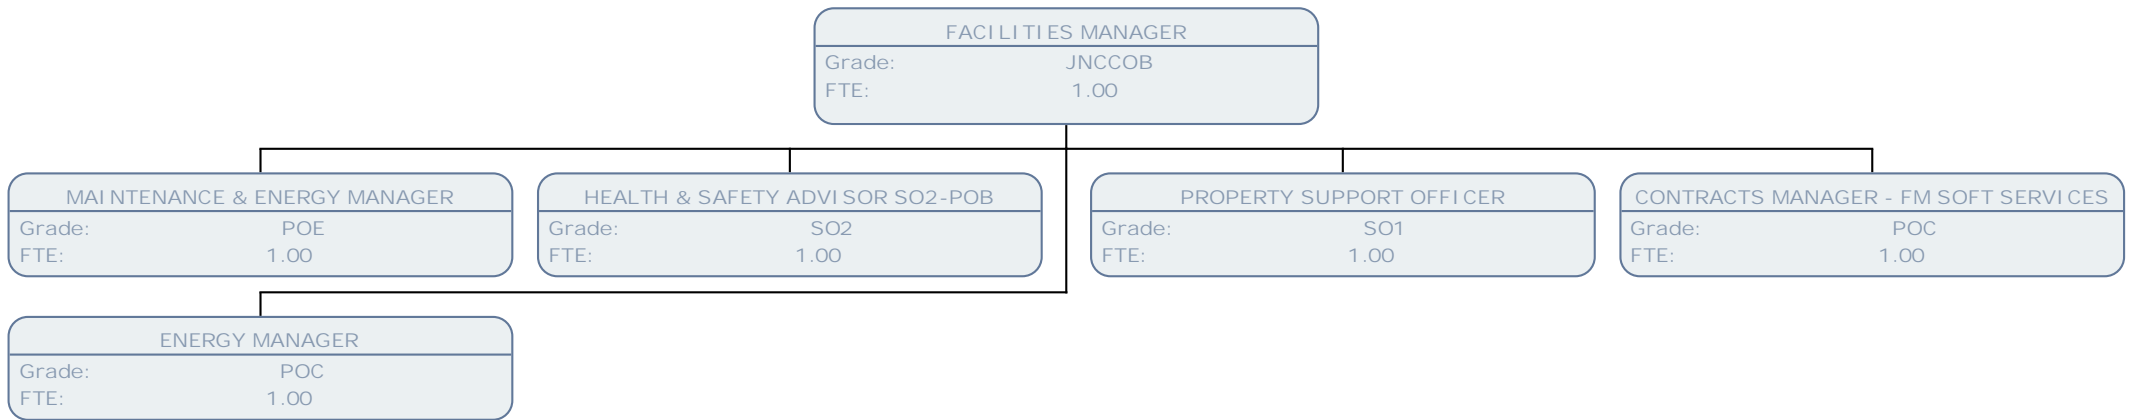 FACILITIES MANAGER
Grade: JNCCOB
FTE: 1.00
MAINTENANCE & ENERGY MANAGER
Grade: POE
FTE: 1.00
HEALTH & SAFETY ADVISOR SO2-POB
Grade: SO2
FTE: 1.00
PROPERTY SUPPORT OFFICER
Grade: SO1
FTE: 1.00
CONTRACTS MANAGER - FM SOFT SERVICES
Grade: POC
FTE: 1.00
ENERGY MANAGER
Grade: POC
FTE: 1.00